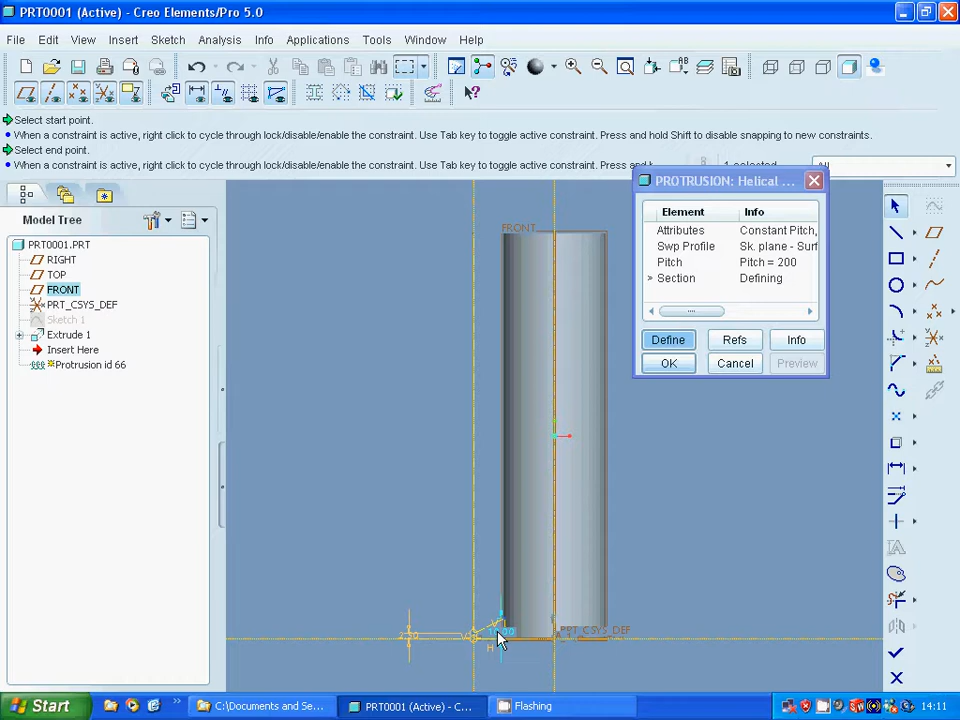 PRT0001 (Active) - Creo Elements/Pro 5.0
File Edit View Insert Sketch Analysis Info Applications Tools Window Help
Select start point.
When a constraint is active, right click to cycle through lock/disable/enable the constraint. Use Tab key to toggle active constraint. Press and hold Shift to disable snapping to new constraints.
Select end point.
When a constraint is active, right click to cycle through lock/disable/enable the constraint. Use Tab key to toggle active constraint. Press and
1 selected
All
Model Tree
PRT0001.PRT
RIGHT
TOP
FRONT
PRT_CSYS_DEF
Sketch 1
Extrude 1
Insert Here
Protrusion id 66
PROTRUSION: Helical ...
Element Info
Attributes Constant Pitch,
Swp Profile Sk. plane - Surf
Pitch Pitch = 200
> Section Defining
Define Refs Info
OK Cancel Preview
FRONT
V
H
PRT_CSYS_DEF
Start
C:\Documents and Se...
PRT0001 (Active) - C...
Flashing
14:11